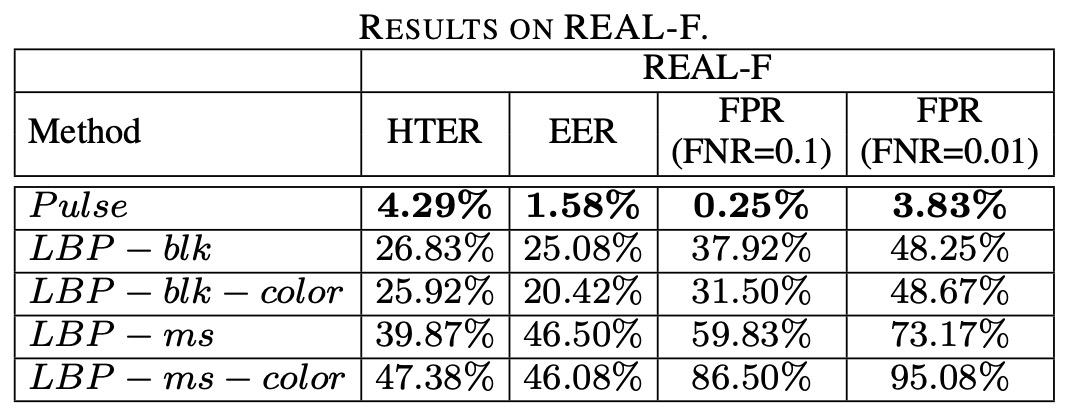 RESULTS ON REAL-F.
REAL-F
Method HTER EER FPR (FNR=0.1) FPR (FNR=0.01)
Pulse 4.29% 1.58% 0.25% 3.83%
LBP − blk 26.83% 25.08% 37.92% 48.25%
LBP − blk − color 25.92% 20.42% 31.50% 48.67%
LBP − ms 39.87% 46.50% 59.83% 73.17%
LBP − ms − color 47.38% 46.08% 86.50% 95.08%